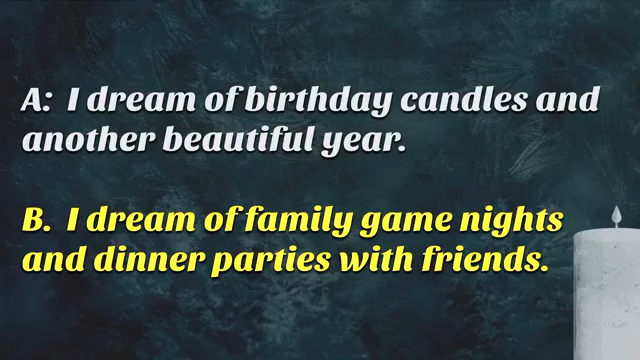 A:  I dream of birthday candles and
another beautiful year.
B.  I dream of family game nights
and dinner parties with friends.